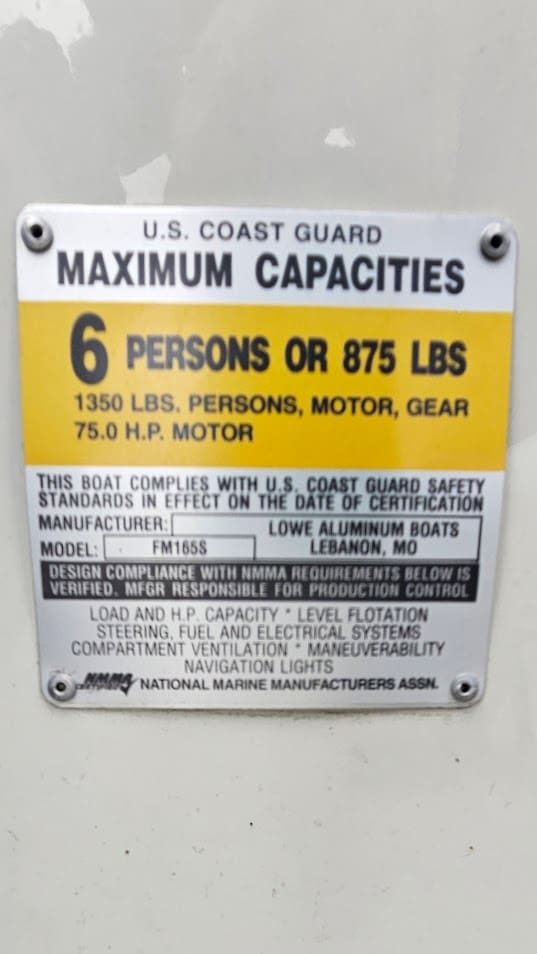 U.S. COAST GUARD
MAXIMUM CAPACITIES
6 PERSONS OR 875 LBS
1350 LBS. PERSONS, MOTOR, GEAR
75.0 H.P. MOTOR
THIS BOAT COMPLIES WITH U.S. COAST GUARD SAFETY
STANDARDS IN EFFECT ON THE DATE OF CERTIFICATION
MANUFACTURER: LOWE ALUMINUM BOATS
MODEL: FM165S LEBANON, MO
DESIGN COMPLIANCE WITH NMMA REQUIREMENTS BELOW IS
VERIFIED. MFGR RESPONSIBLE FOR PRODUCTION CONTROL
LOAD AND H.P. CAPACITY * LEVEL FLOTATION
STEERING, FUEL AND ELECTRICAL SYSTEMS
COMPARTMENT VENTILATION * MANEUVERABILITY
NAVIGATION LIGHTS
NMMA NATIONAL MARINE MANUFACTURERS ASSN.